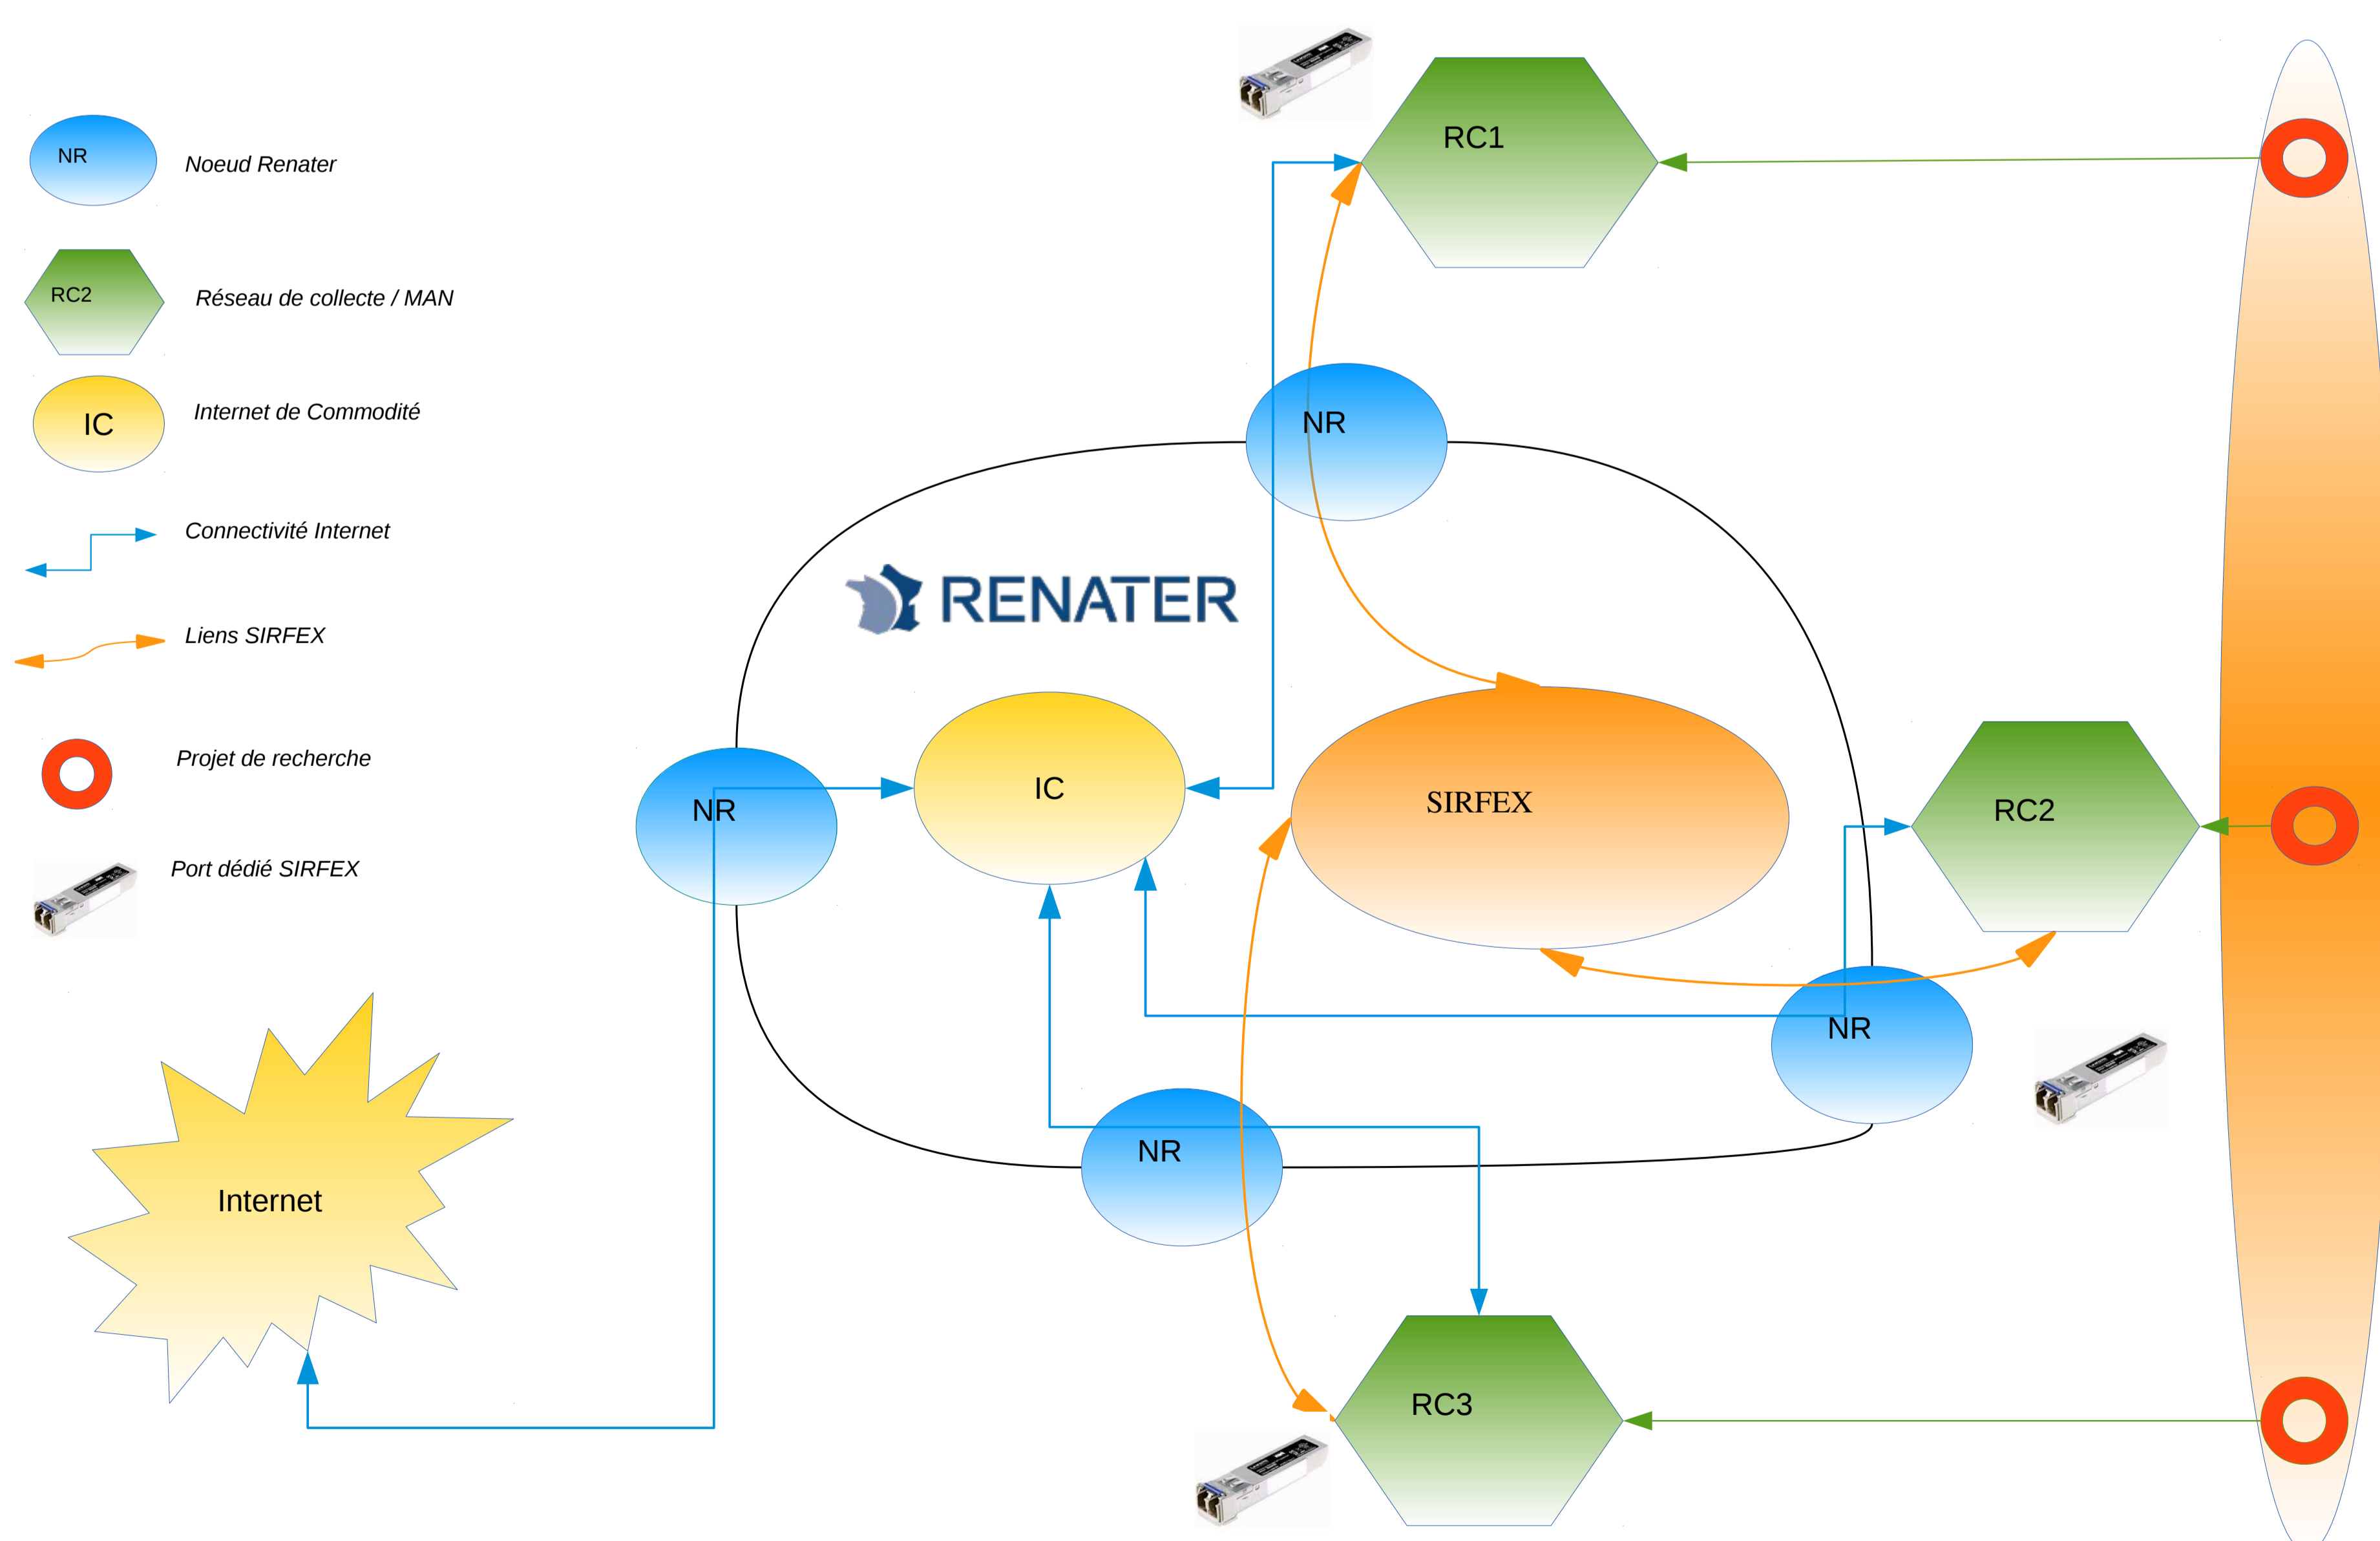 NR
Noeud Renater
RC2
Réseau de collecte / MAN
IC
Internet de Commodité
Connectivité Internet
Liens SIRFEX
Projet de recherche
Port dédié SIRFEX
Internet
RC1
NR
RENATER
IC
SIRFEX
NR
RC2
NR
NR
RC3